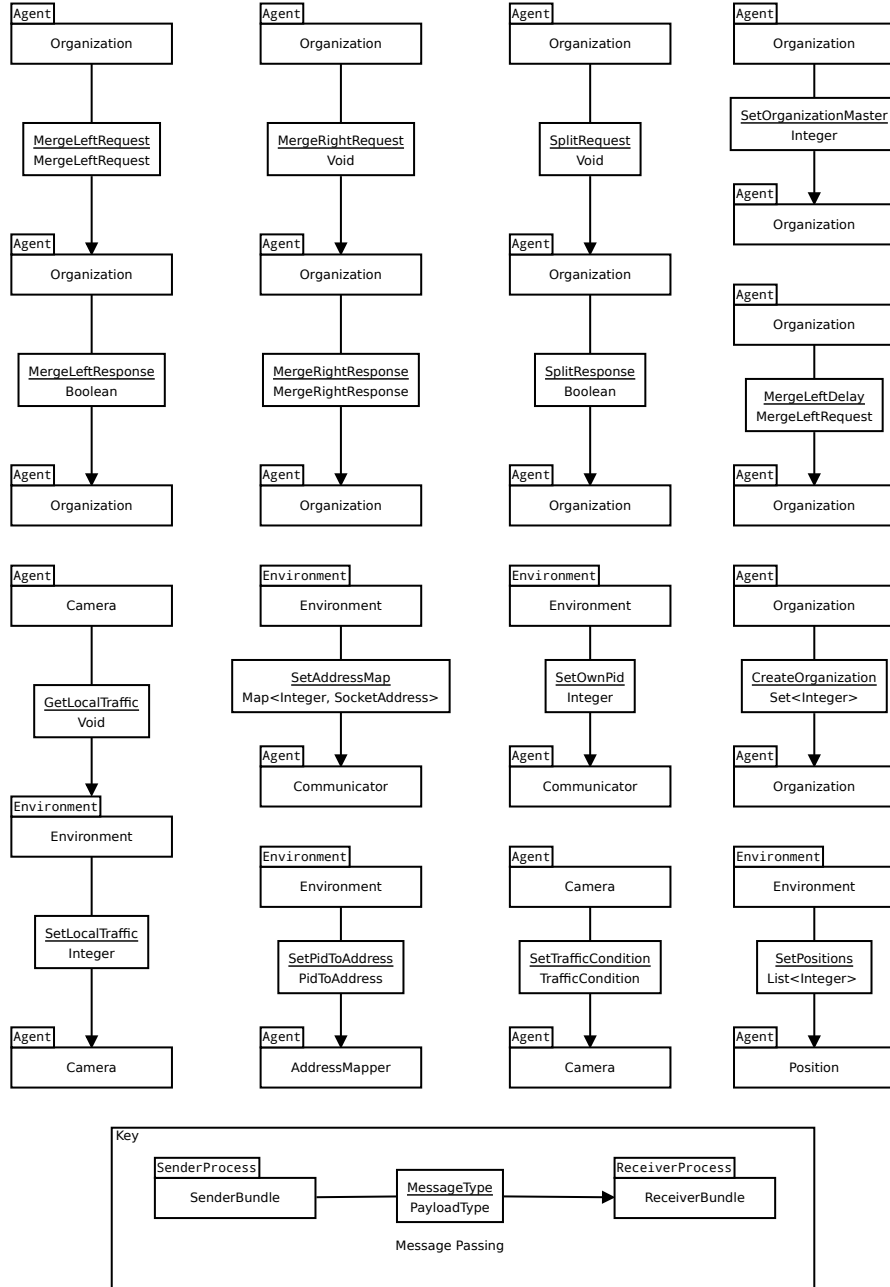 Agent
Organization
MergeLeftRequest
MergeLeftRequest
Agent
Organization
MergeLeftResponse
Boolean
Agent
Organization
Agent
Organization
MergeRightRequest
Void
Agent
Organization
MergeRightResponse
MergeRightResponse
Agent
Organization
Agent
Organization
SplitRequest
Void
Agent
Organization
SplitResponse
Boolean
Agent
Organization
Agent
Organization
SetOrganizationMaster
Integer
Agent
Organization
Agent
Organization
MergeLeftDelay
MergeLeftRequest
Agent
Organization
Agent
Camera
GetLocalTraffic
Void
Environment
Environment
SetLocalTraffic
Integer
Agent
Camera
Environment
Environment
SetAddressMap
Map<Integer, SocketAddress>
Agent
Communicator
Environment
Environment
SetPidToAddress
PidToAddress
Agent
AddressMapper
Environment
Environment
SetOwnPid
Integer
Agent
Communicator
Agent
Camera
SetTrafficCondition
TrafficCondition
Agent
Camera
Agent
Organization
CreateOrganization
Set<Integer>
Agent
Organization
Environment
Environment
SetPositions
List<Integer>
Agent
Position
Key
SenderProcess
SenderBundle
MessageType
PayloadType
ReceiverProcess
ReceiverBundle
Message Passing